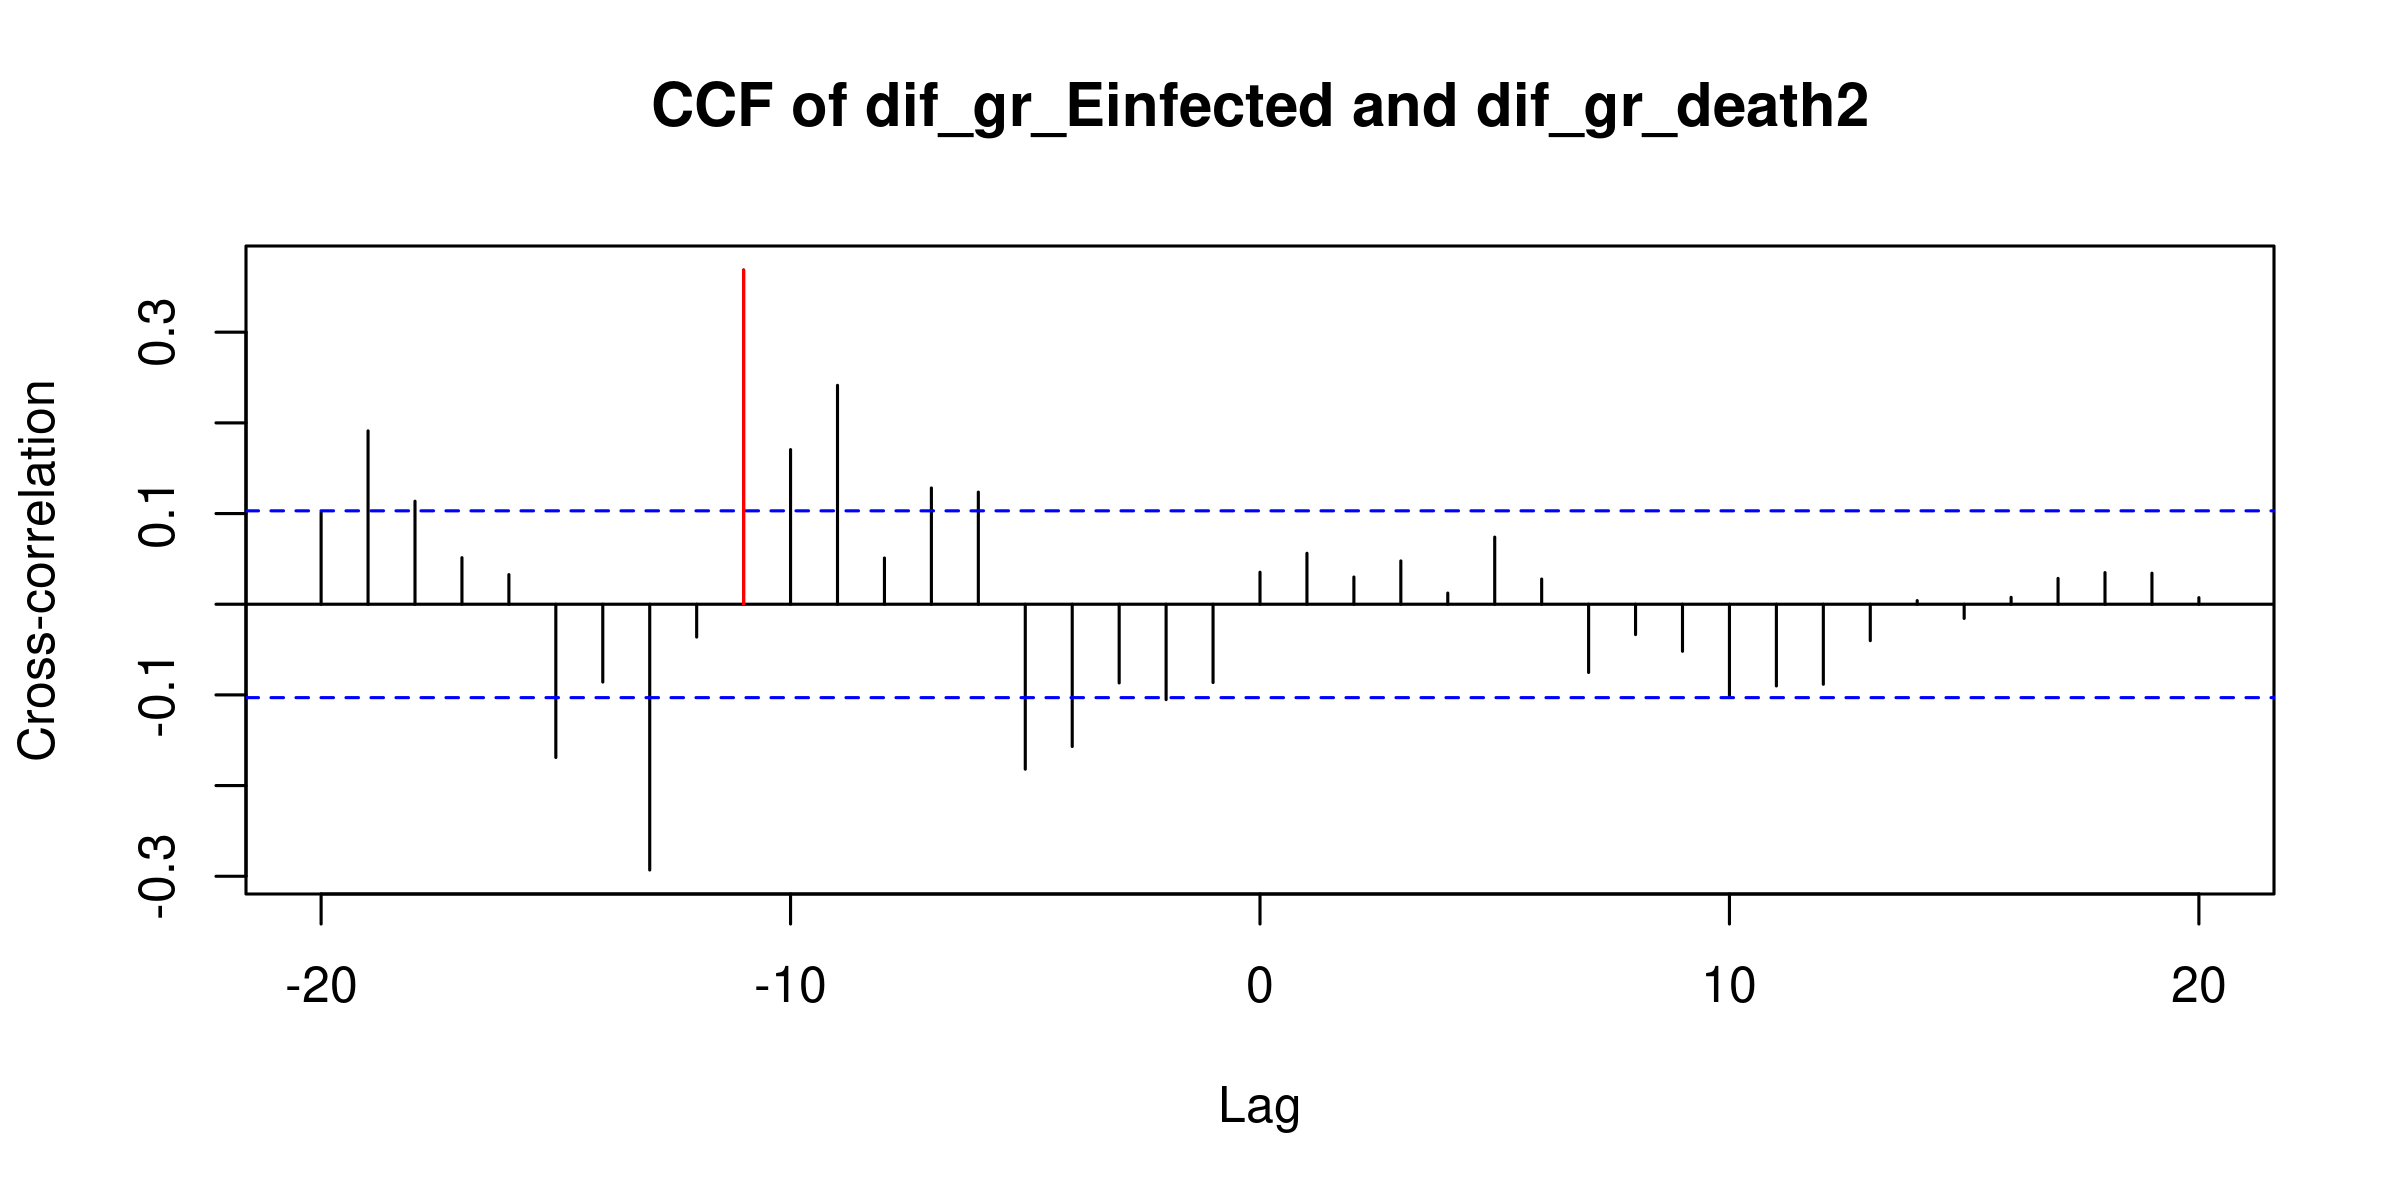 CCF of dif_gr_Einfected and dif_gr_death2
Cross-correlation
0.3
0.1
-0.1
-0.3
-20 -10 0 10 20
Lag